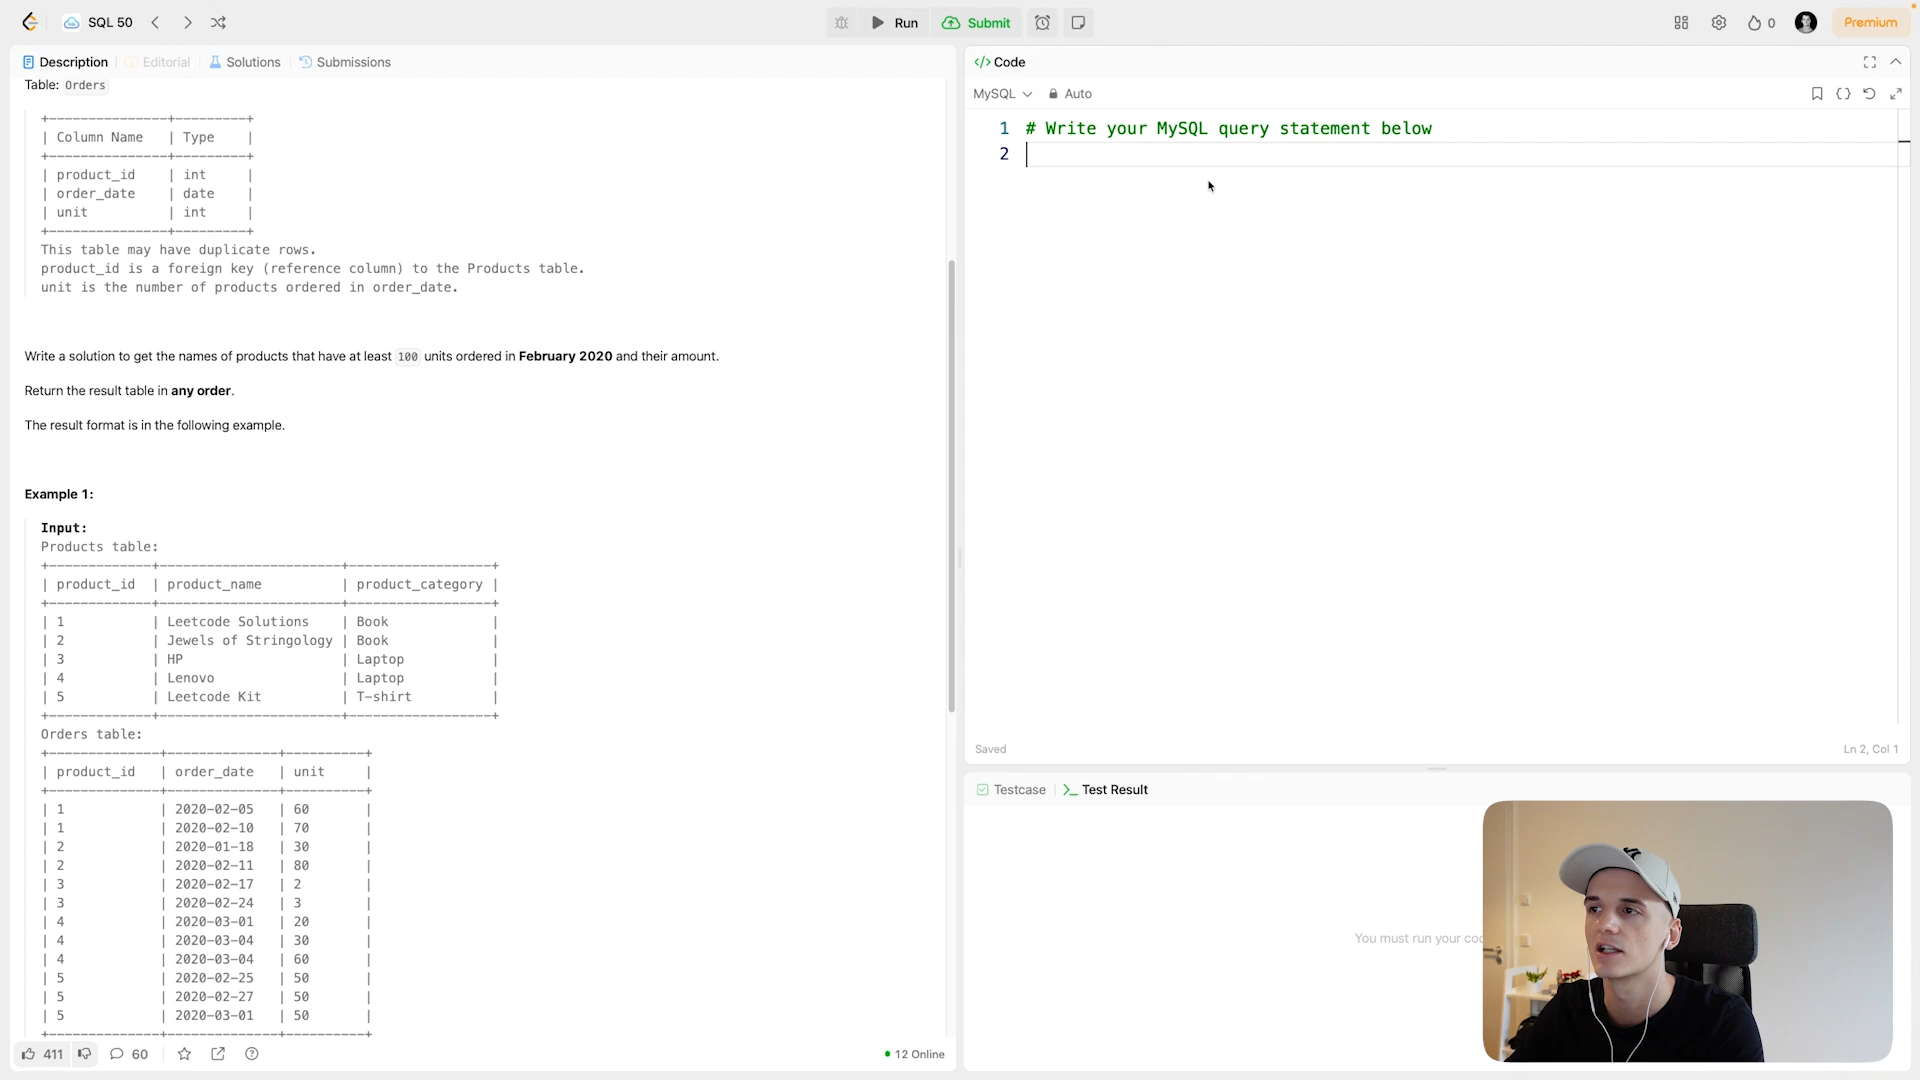 SQL 50
Run
Submit
0
Premium
Description
Editorial
Solutions
Submissions
Table: Orders
+---------------+---------+
| Column Name   | Type    |
+---------------+---------+
| product_id    | int     |
| order_date    | date    |
| unit          | int     |
+---------------+---------+
This table may have duplicate rows.
product_id is a foreign key (reference column) to the Products table.
unit is the number of products ordered in order_date.
Write a solution to get the names of products that have at least 100 units ordered in February 2020 and their amount.
Return the result table in any order.
The result format is in the following example.
Example 1:
Input:
Products table:
+-------------+-----------------------+------------------+
| product_id  | product_name          | product_category |
+-------------+-----------------------+------------------+
| 1           | Leetcode Solutions    | Book             |
| 2           | Jewels of Stringology | Book             |
| 3           | HP                    | Laptop           |
| 4           | Lenovo                | Laptop           |
| 5           | Leetcode Kit          | T-shirt          |
+-------------+-----------------------+------------------+
Orders table:
+--------------+--------------+----------+
| product_id   | order_date   | unit     |
+--------------+--------------+----------+
| 1            | 2020-02-05   | 60       |
| 1            | 2020-02-10   | 70       |
| 2            | 2020-01-18   | 30       |
| 2            | 2020-02-11   | 80       |
| 3            | 2020-02-17   | 2        |
| 3            | 2020-02-24   | 3        |
| 4            | 2020-03-01   | 20       |
| 4            | 2020-03-04   | 30       |
| 4            | 2020-03-04   | 60       |
| 5            | 2020-02-25   | 50       |
| 5            | 2020-02-27   | 50       |
| 5            | 2020-03-01   | 50       |
+--------------+--------------+----------+
411
60
12 Online
</> Code
MySQL
Auto
1 # Write your MySQL query statement below
2
Saved
Ln 2, Col 1
Testcase
>_ Test Result
You must run your